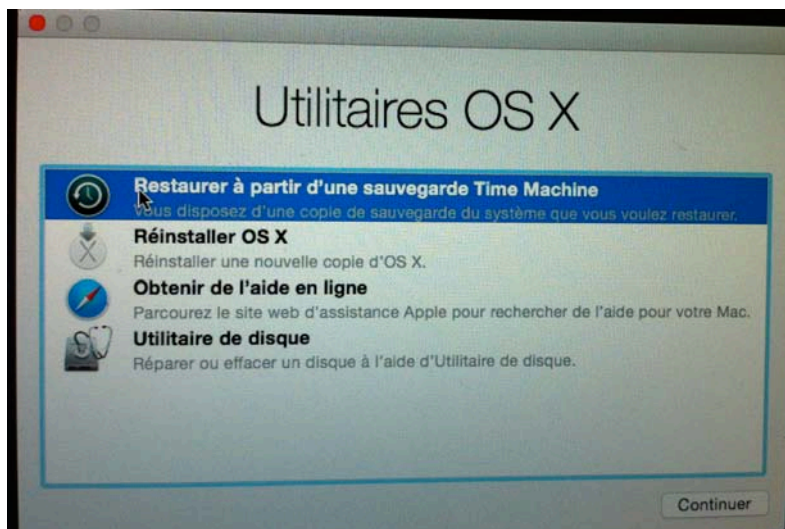 Utilitaires OS X
Restaurer à partir d'une sauvegarde Time Machine
Vous disposez d'une copie de sauvegarde du système que vous voulez restaurer.
Réinstaller OS X
Réinstaller une nouvelle copie d'OS X.
Obtenir de l'aide en ligne
Parcourez le site web d'assistance Apple pour rechercher de l'aide pour votre Mac.
Utilitaire de disque
Réparer ou effacer un disque à l'aide d'Utilitaire de disque.
Continuer